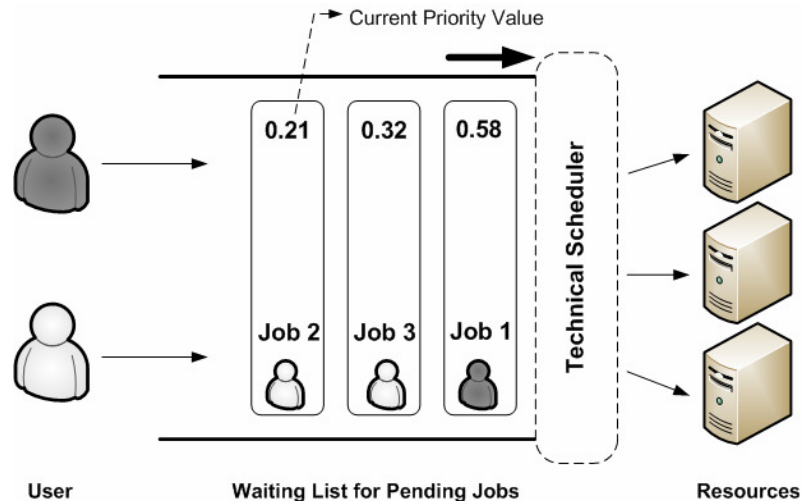 Current Priority Value
0.21
0.32
0.58
Job 2
Job 3
Job 1
Technical Scheduler
User
Waiting List for Pending Jobs
Resources